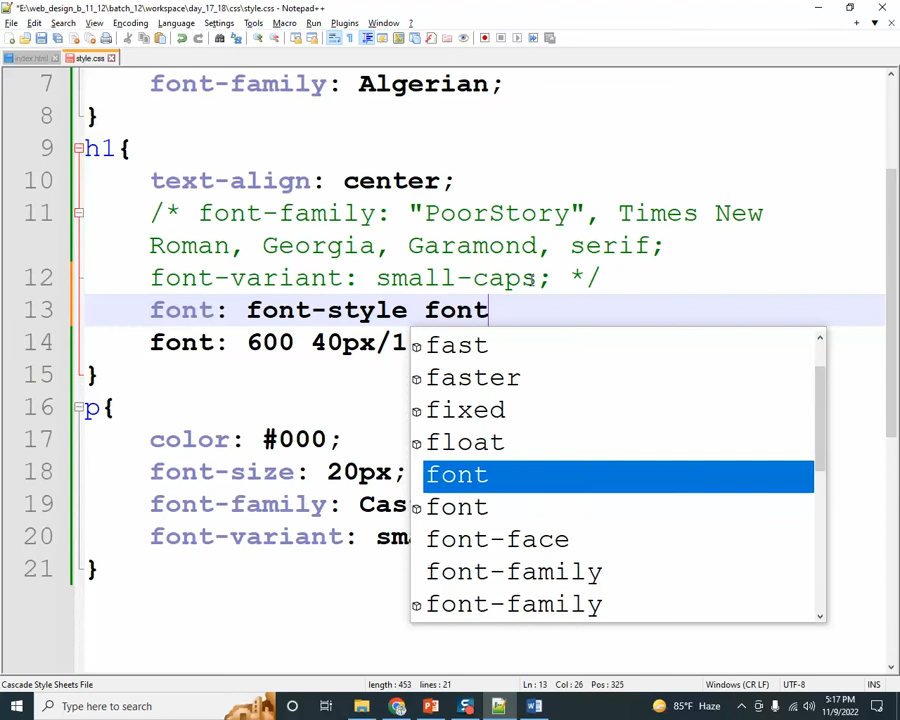 *E:\web_design_b_11_12\batch_12\workspace\day_17_18\css\style.css - Notepad++
File Edit Search View Encoding Language Settings Tools Macro Run Plugins Window ?
index.html style.css
7 font-family: Algerian;
8 }
9 h1{
10 text-align: center;
11 /* font-family: "PoorStory", Times New
Roman, Georgia, Garamond, serif;
12 font-variant: small-caps; */
13 font: font-style font
14 font: 600 40px/1
15 }
16 p{
17 color: #000;
18 font-size: 20px;
19 font-family: Cas
20 font-variant: sma
21 }
fast
faster
fixed
float
font
font
font-face
font-family
font-family
Cascade Style Sheets File length : 453 lines : 21 Ln : 13 Col : 26 Pos : 325 Windows (CR LF) UTF-8 INS
Type here to search
85°F Haze
5:17 PM
11/9/2022